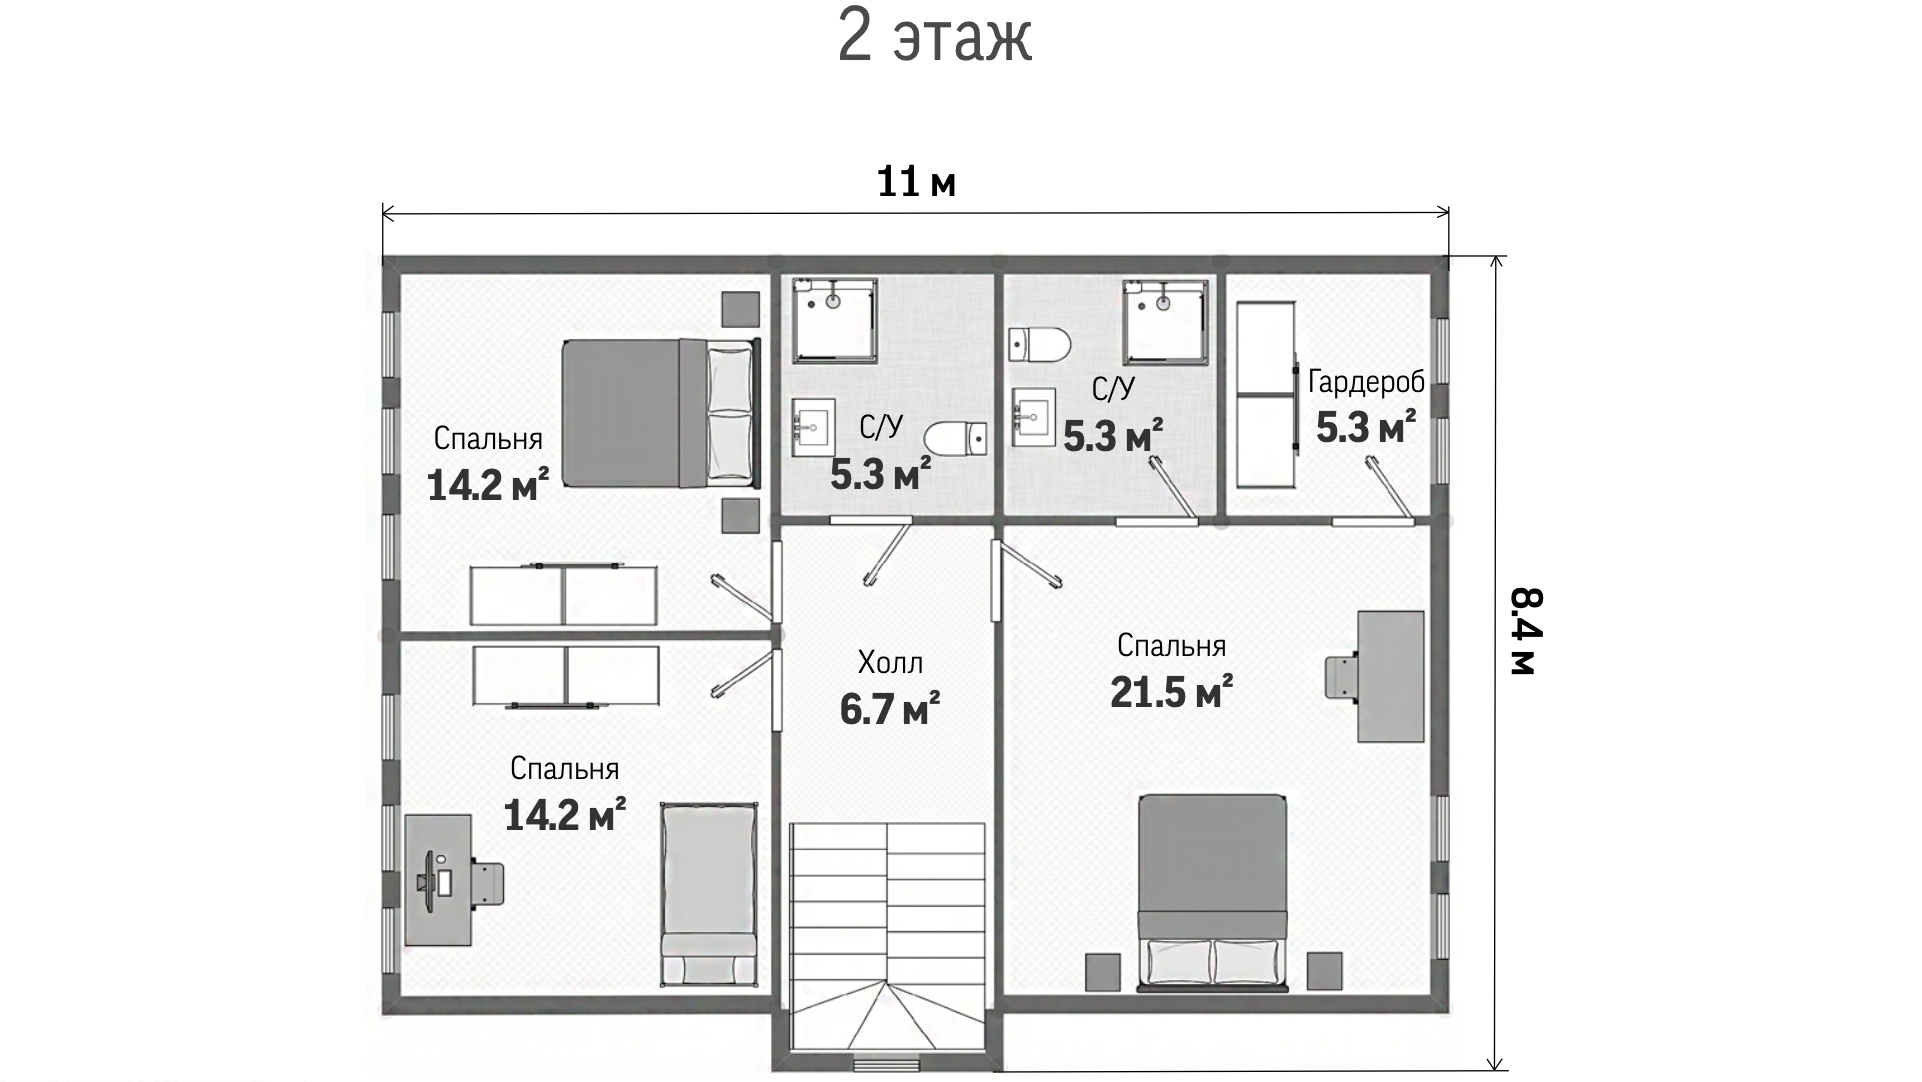 2 этаж
11 м
Спальня
14.2 м²
С/У
5.3 м²
С/У
5.3 м²
Гардероб
5.3 м²
Холл
6.7 м²
Спальня
21.5 м²
8.4 м
Спальня
14.2 м²